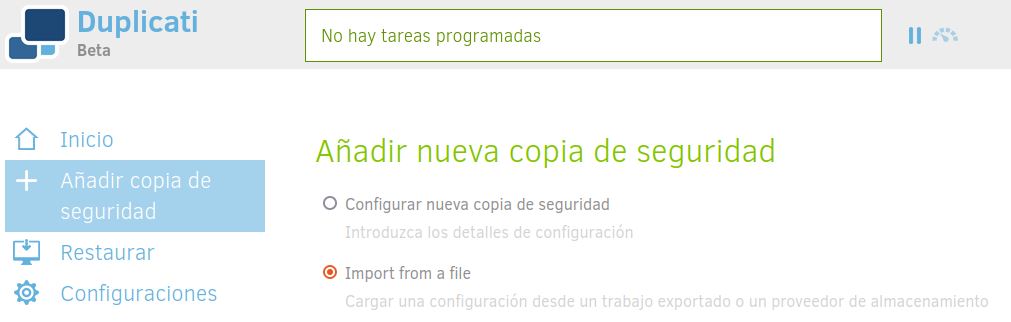 Duplicati
Beta
No hay tareas programadas
Inicio
Añadir copia de
seguridad
Restaurar
Configuraciones
Añadir nueva copia de seguridad
Configurar nueva copia de seguridad
Introduzca los detalles de configuración
Import from a file
Cargar una configuración desde un trabajo exportado o un proveedor de almacenamiento